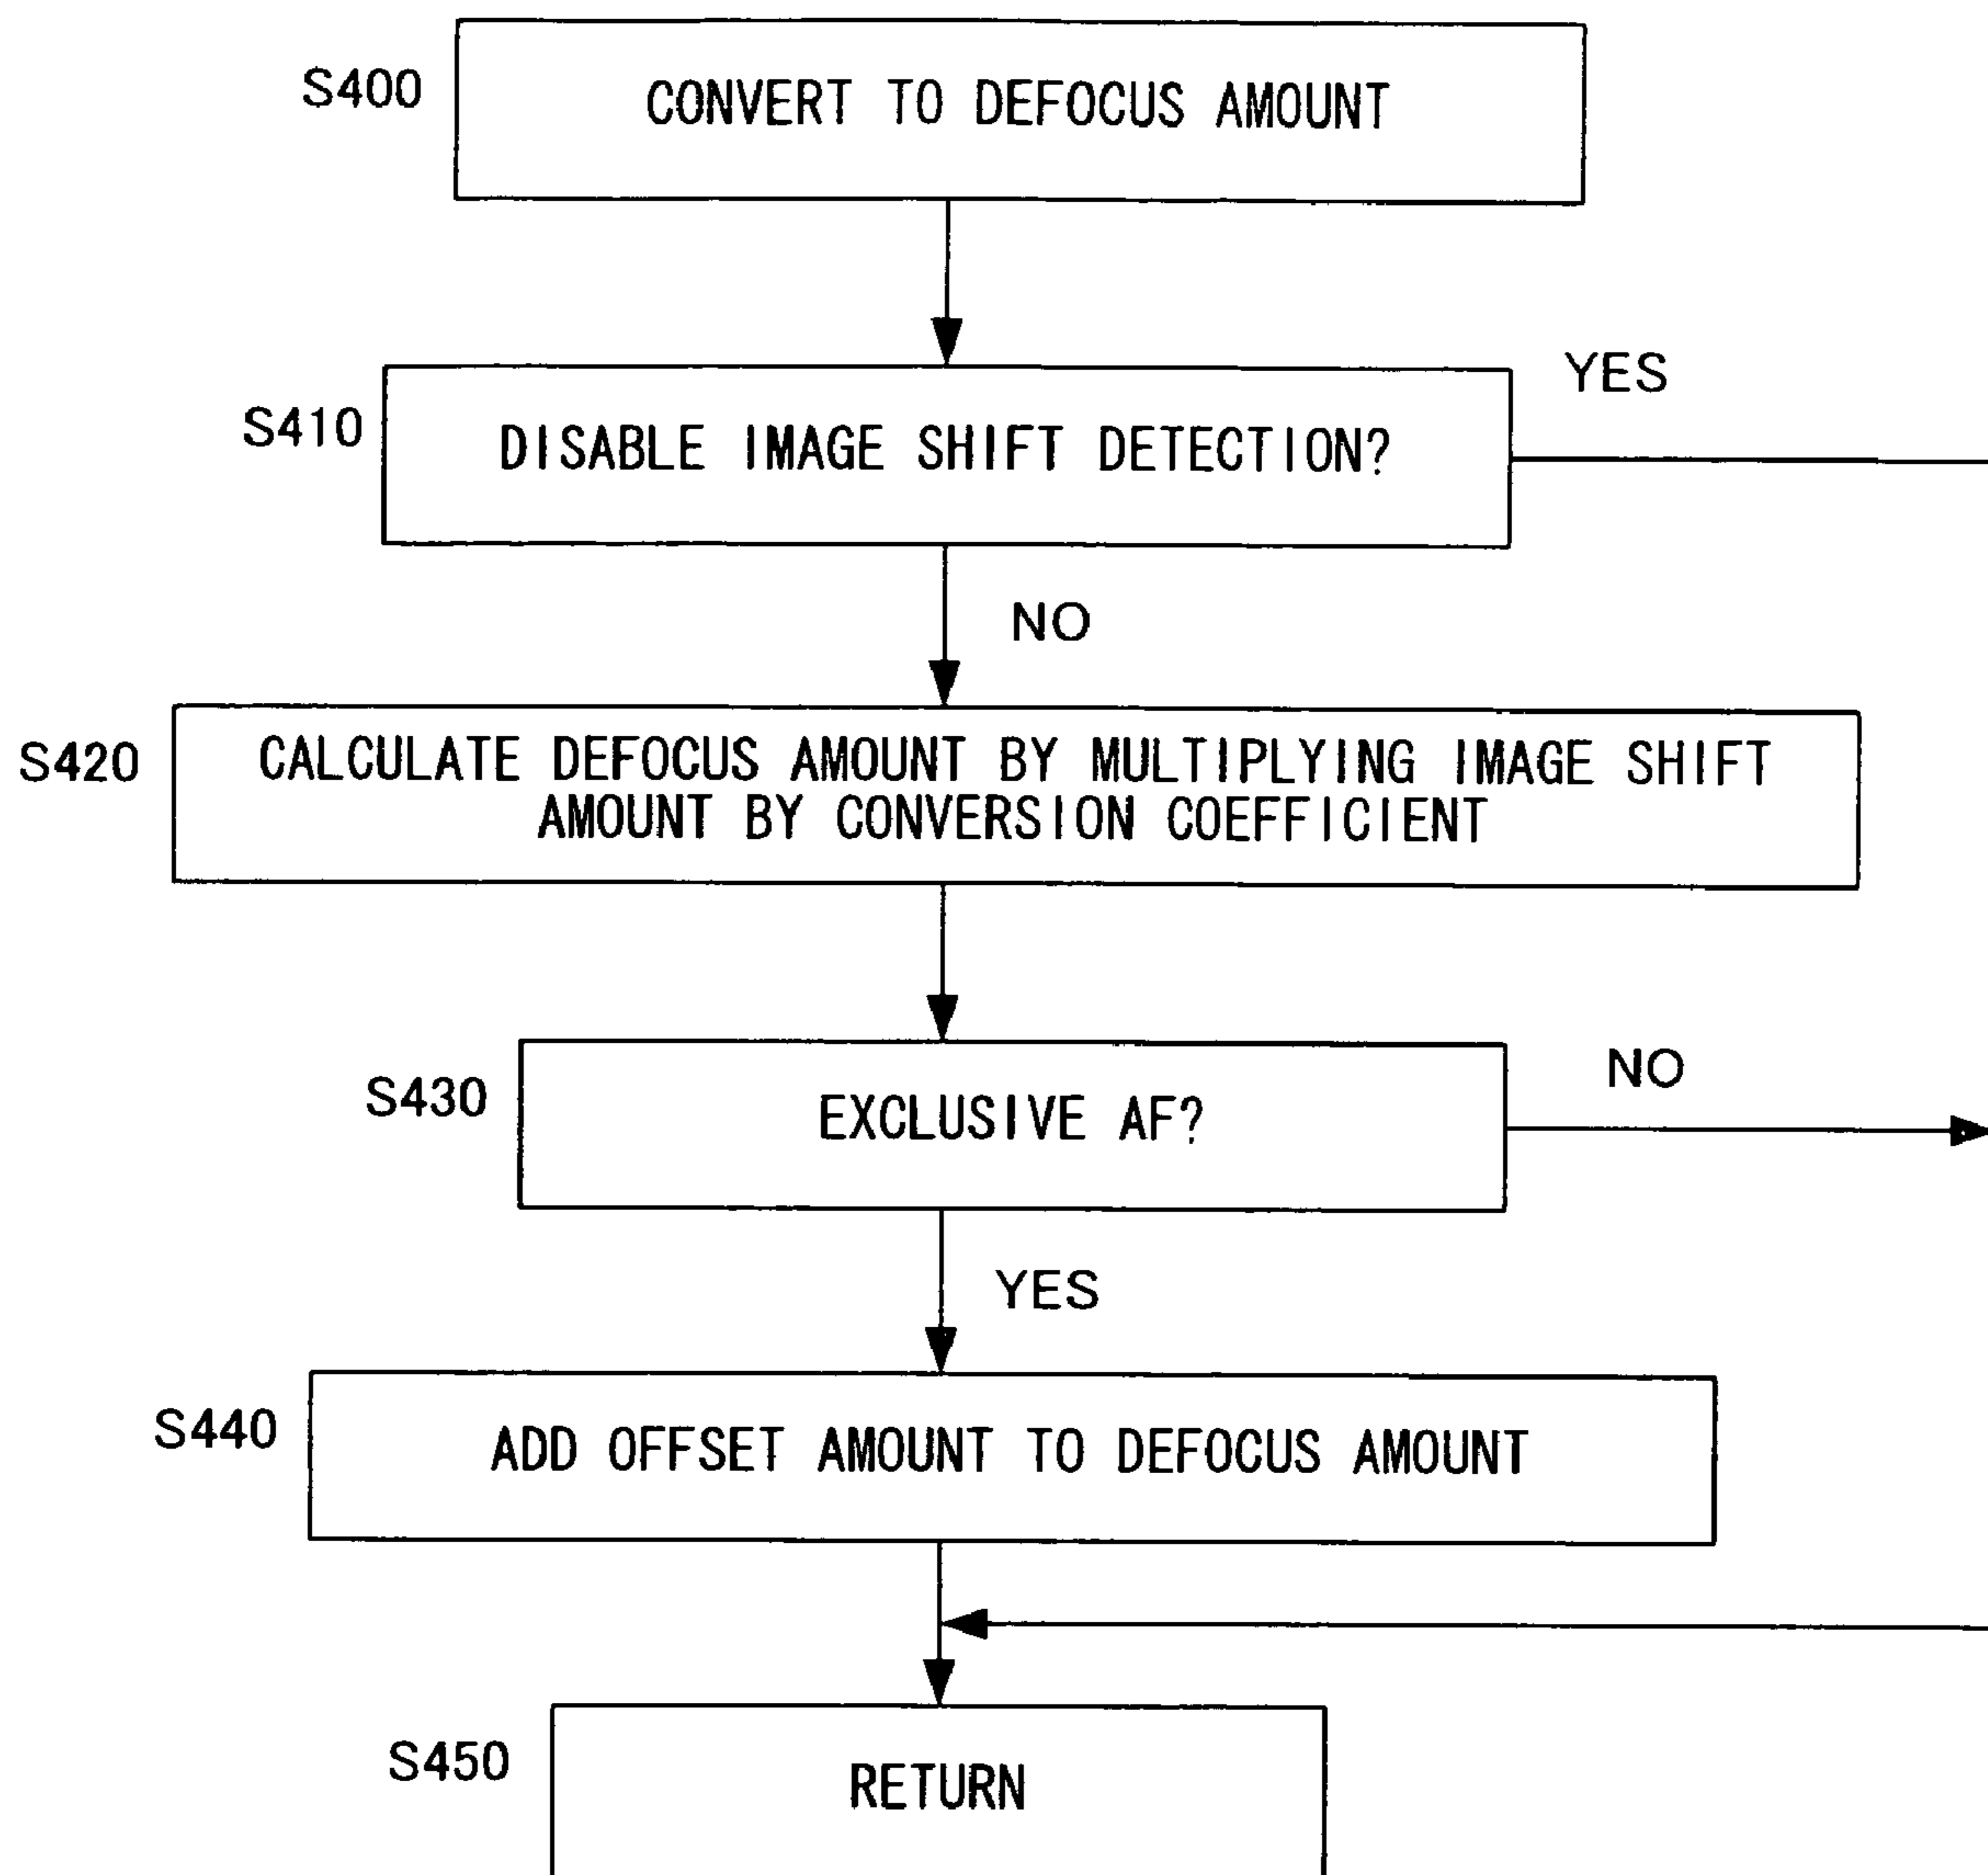 S400
CONVERT TO DEFOCUS AMOUNT
YES
S410
DISABLE IMAGE SHIFT DETECTION?
NO
S420
CALCULATE DEFOCUS AMOUNT BY MULTIPLYING IMAGE SHIFT
AMOUNT BY CONVERSION COEFFICIENT
NO
S430
EXCLUSIVE AF?
YES
S440
ADD OFFSET AMOUNT TO DEFOCUS AMOUNT
S450
RETURN